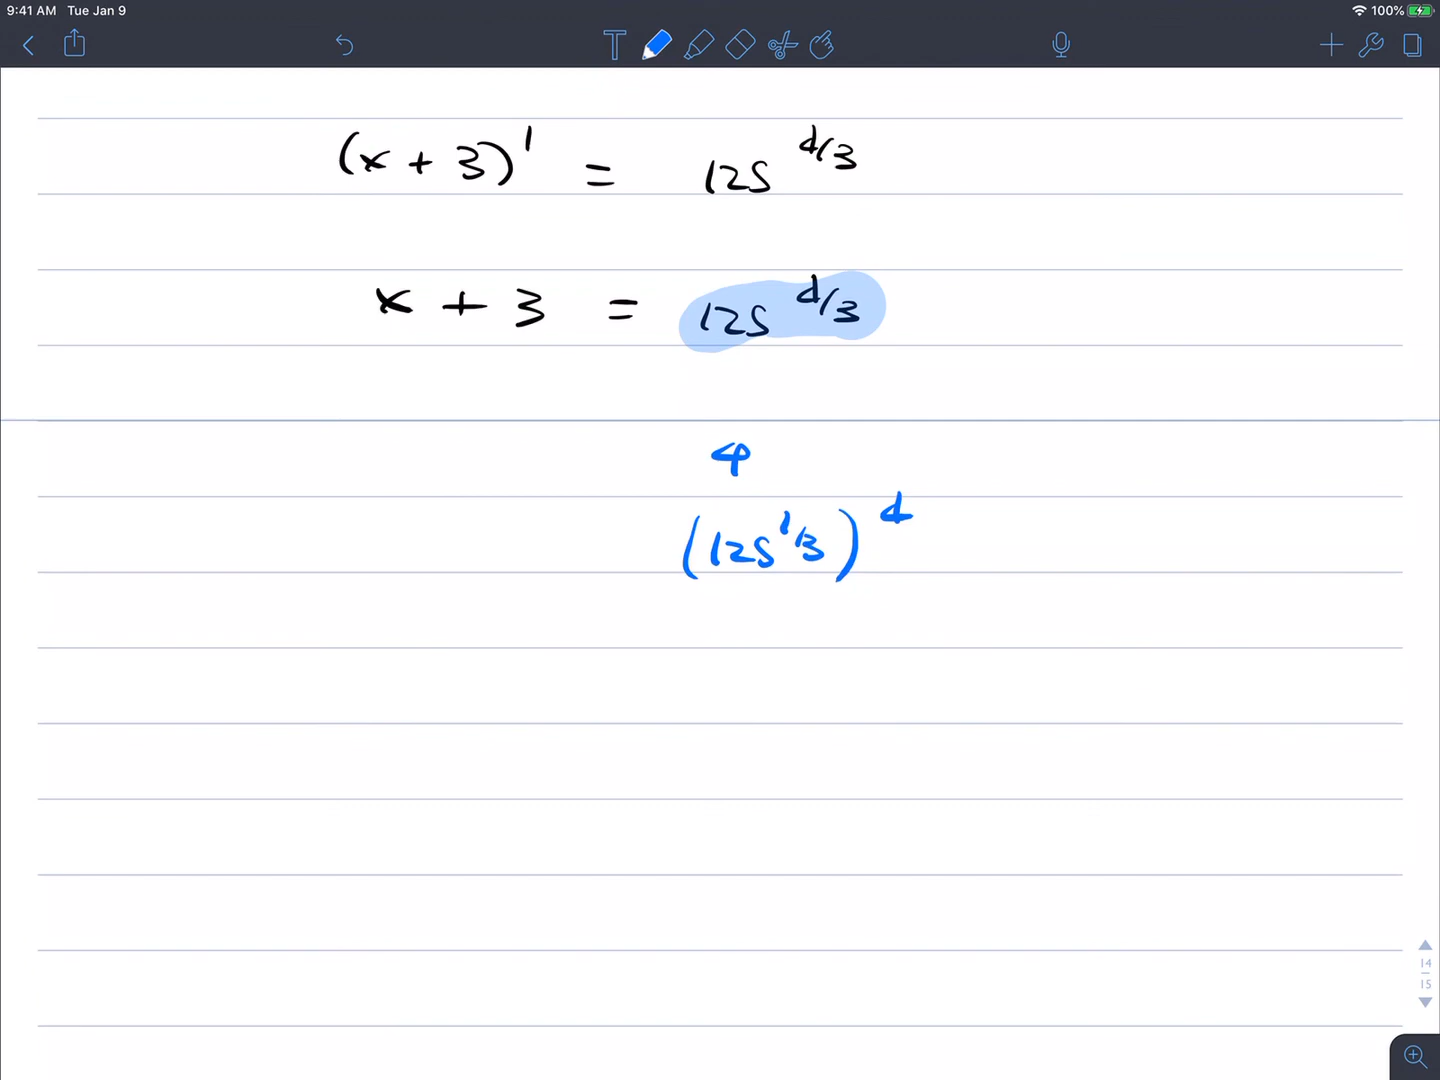 9:41 AM Tue Jan 9 100%
T
(x + 3)^1 = 125^4/3
x + 3 = 125^4/3
4
(125^1/3)^4
14
15